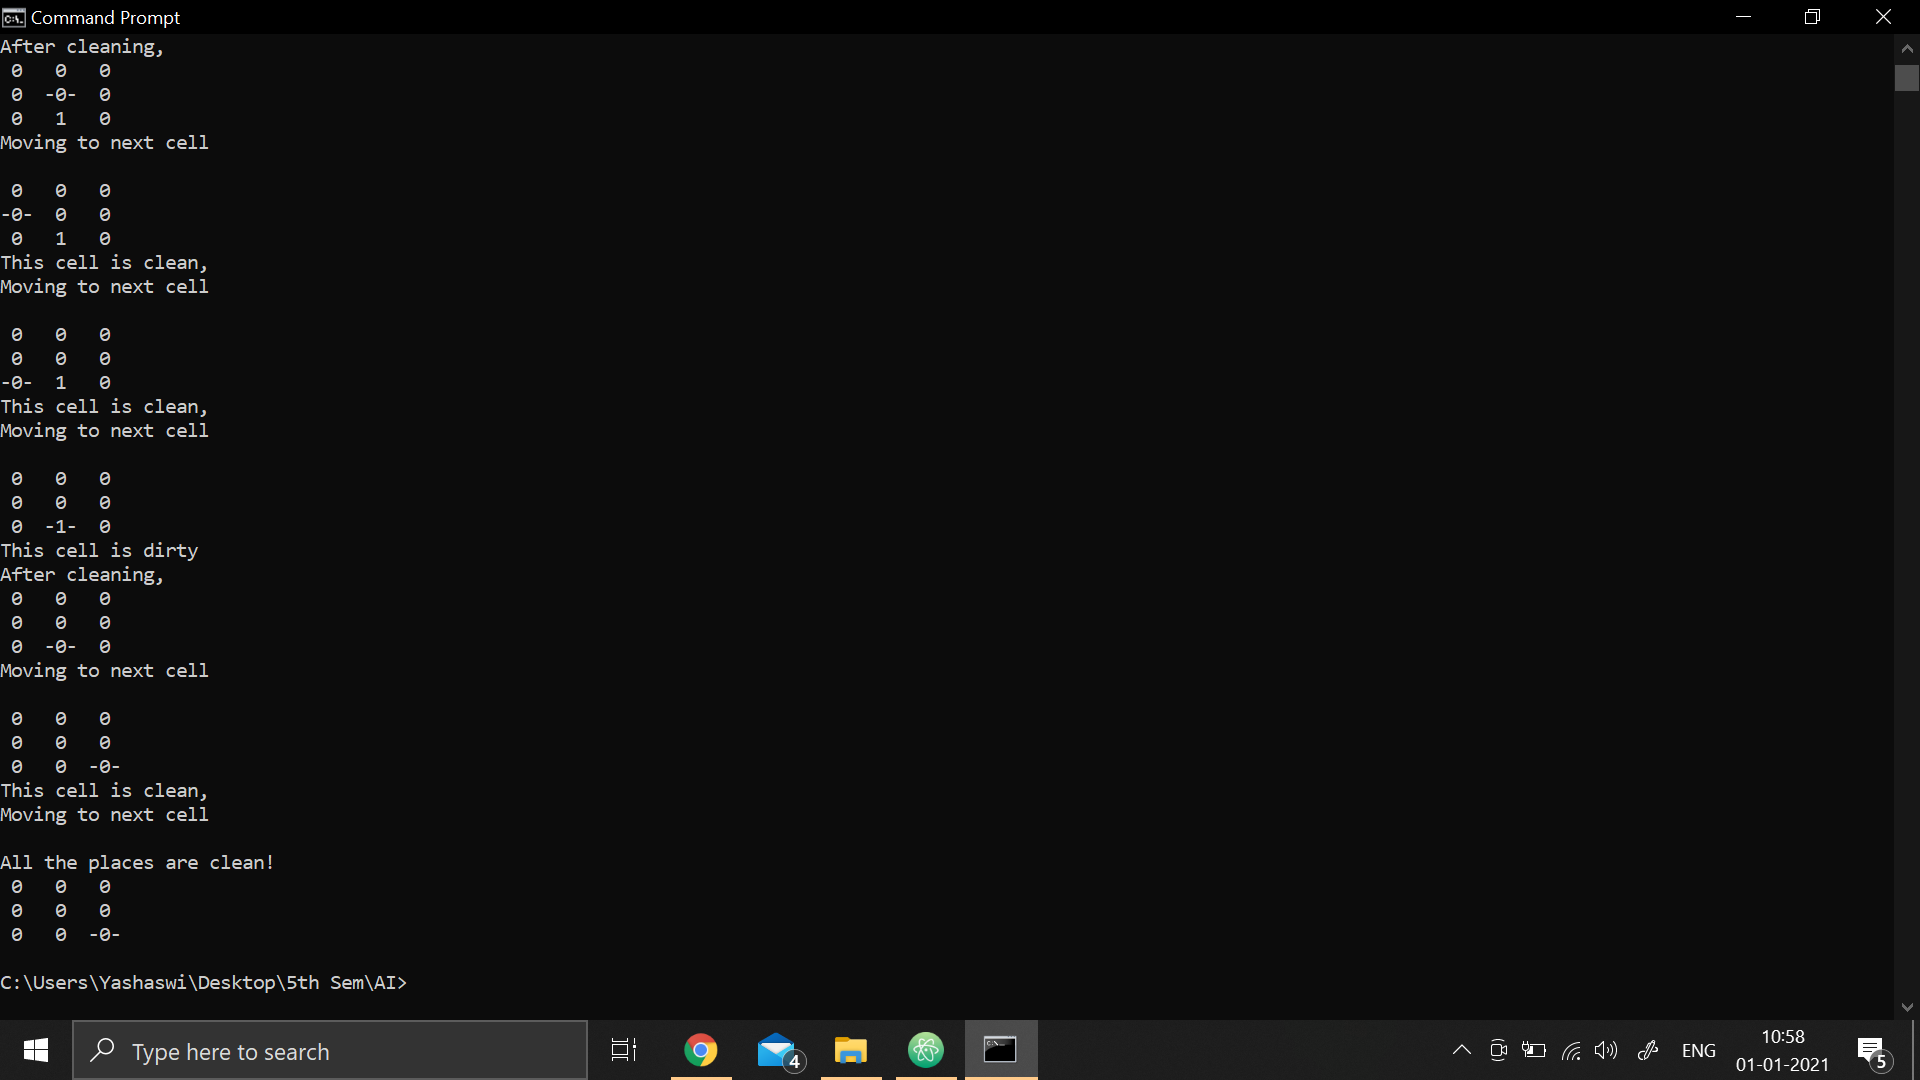 Command Prompt
After cleaning,
 0   0   0
 0  -0-  0
 0   1   0
Moving to next cell

 0   0   0
-0-  0   0
 0   1   0
This cell is clean,
Moving to next cell

 0   0   0
 0   0   0
-0-  1   0
This cell is clean,
Moving to next cell

 0   0   0
 0   0   0
 0  -1-  0
This cell is dirty
After cleaning,
 0   0   0
 0   0   0
 0  -0-  0
Moving to next cell

 0   0   0
 0   0   0
 0   0  -0-
This cell is clean,
Moving to next cell

All the places are clean!
 0   0   0
 0   0   0
 0   0  -0-

C:\Users\Yashaswi\Desktop\5th Sem\AI>
Type here to search
4
ENG
10:58
01-01-2021
5